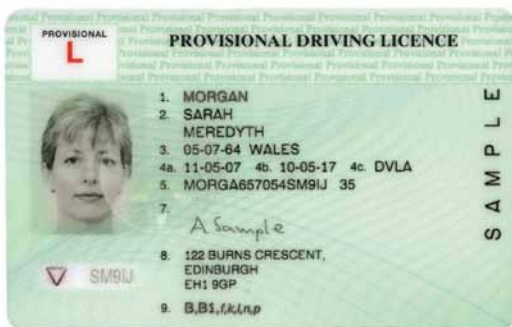 PROVISIONAL
L
PROVISIONAL DRIVING LICENCE
1. MORGAN
2. SARAH
MEREDYTH
3. 05-07-64 WALES
4a. 11-05-07 4b. 10-05-17 4c. DVLA
5. MORGA657054SM9IJ 35
7.
A Sample
8. 122 BURNS CRESCENT,
EDINBURGH
EH1 9GP
9. B,B1,f,k,l,n,p
SM9IJ
SAMPLE